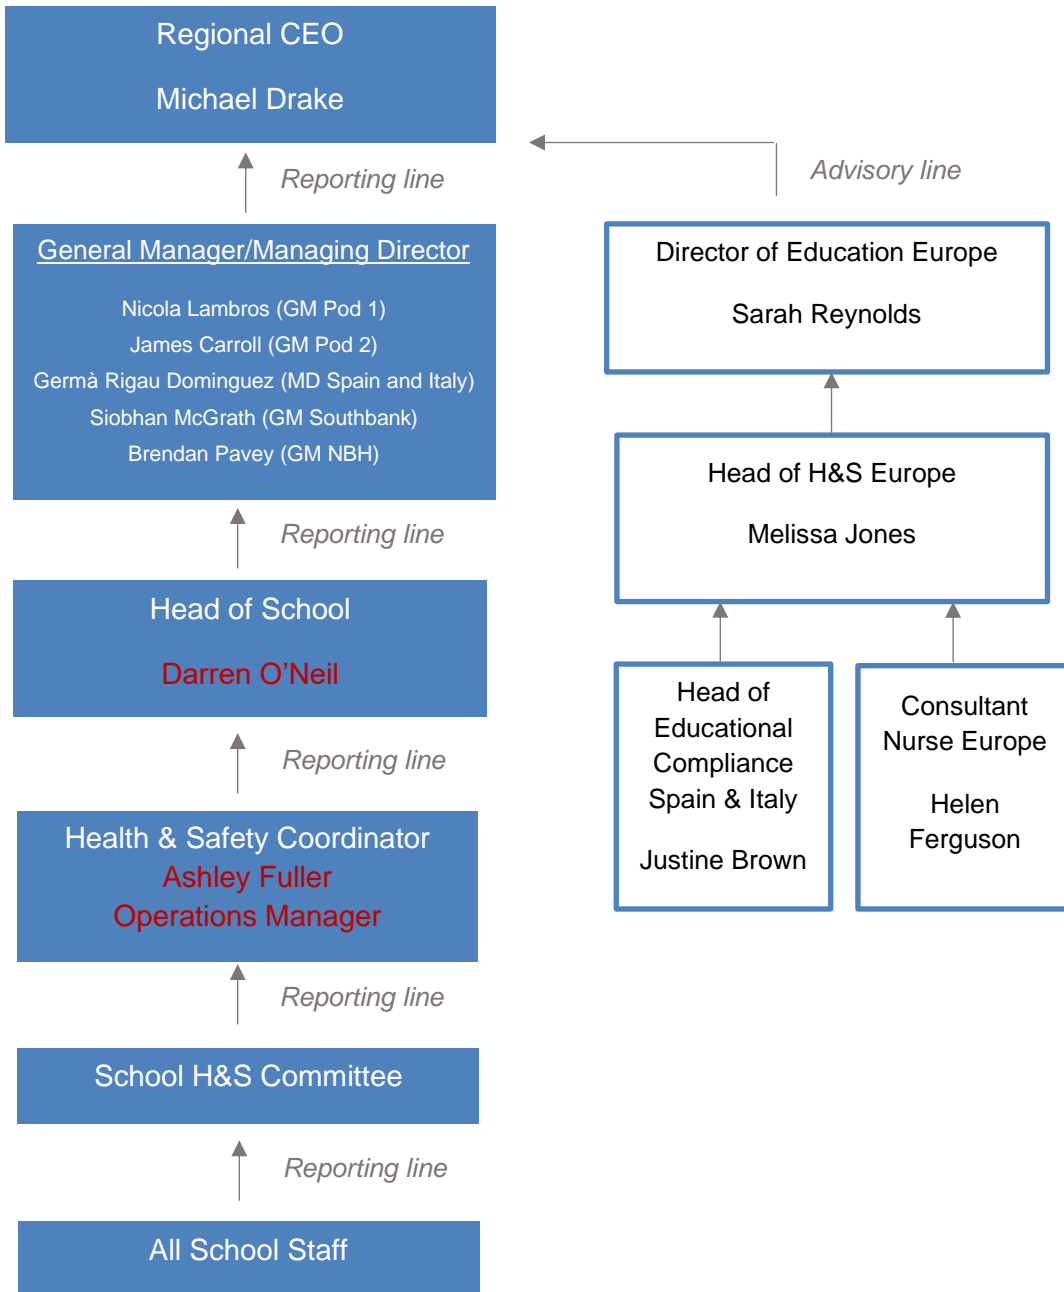 Regional CEO
Michael Drake
Reporting line
Advisory line
General Manager/Managing Director
Nicola Lambros (GM Pod 1)
James Carroll (GM Pod 2)
Germà Rigau Dominguez (MD Spain and Italy)
Siobhan McGrath (GM Southbank)
Brendan Pavey (GM NBH)
Director of Education Europe
Sarah Reynolds
Head of H&S Europe
Melissa Jones
Reporting line
Head of School
Darren O’Neil
Head of
Educational
Compliance
Spain & Italy
Justine Brown
Consultant
Nurse Europe
Helen
Ferguson
Reporting line
Health & Safety Coordinator
Ashley Fuller
Operations Manager
Reporting line
School H&S Committee
Reporting line
All School Staff